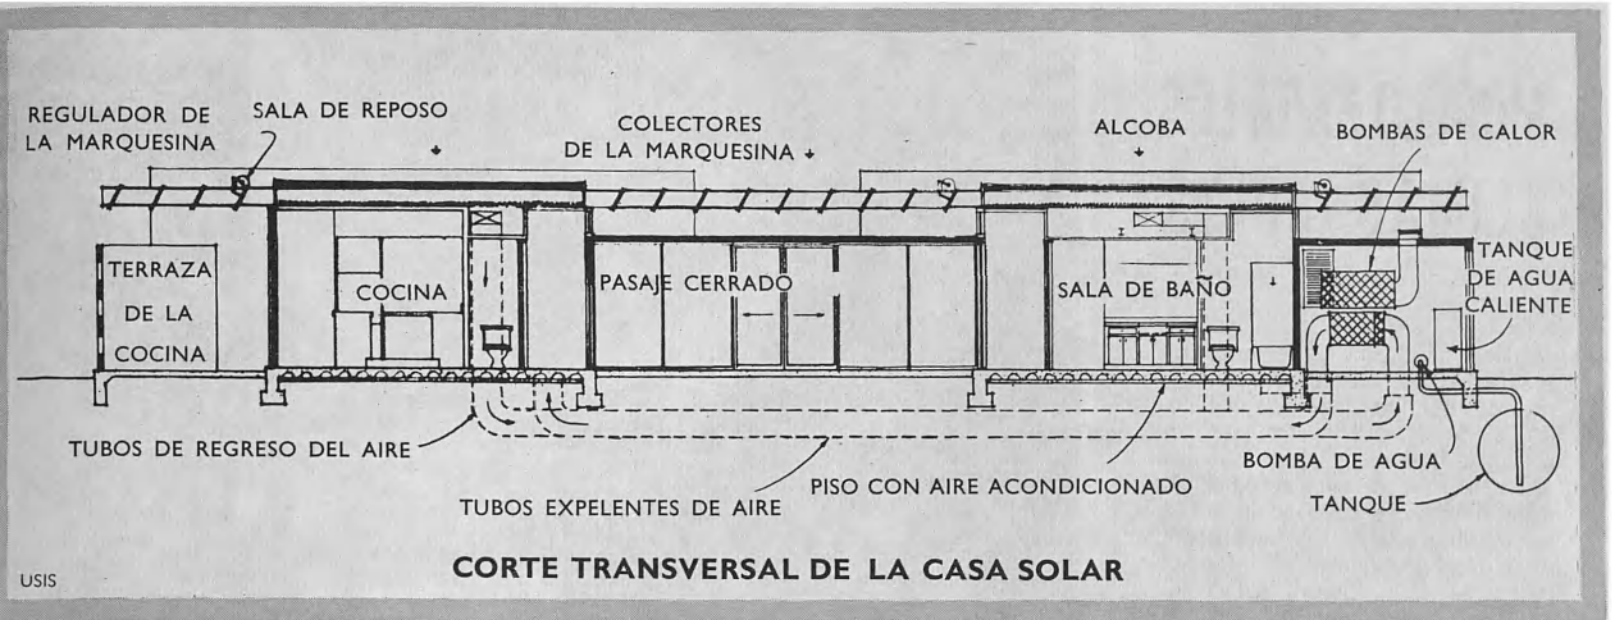 REGULADOR DE
LA MARQUESINA
SALA DE REPOSO
COLECTORES
DE LA MARQUESINA
ALCOBA
BOMBAS DE CALOR
TERRAZA
DE LA
COCINA
COCINA
PASAJE CERRADO
SALA DE BAÑO
TANQUE
DE AGUA
CALIENTE
TUBOS DE REGRESO DEL AIRE
TUBOS EXPELENTES DE AIRE
PISO CON AIRE ACONDICIONADO
BOMBA DE AGUA
TANQUE
CORTE TRANSVERSAL DE LA CASA SOLAR
USIS